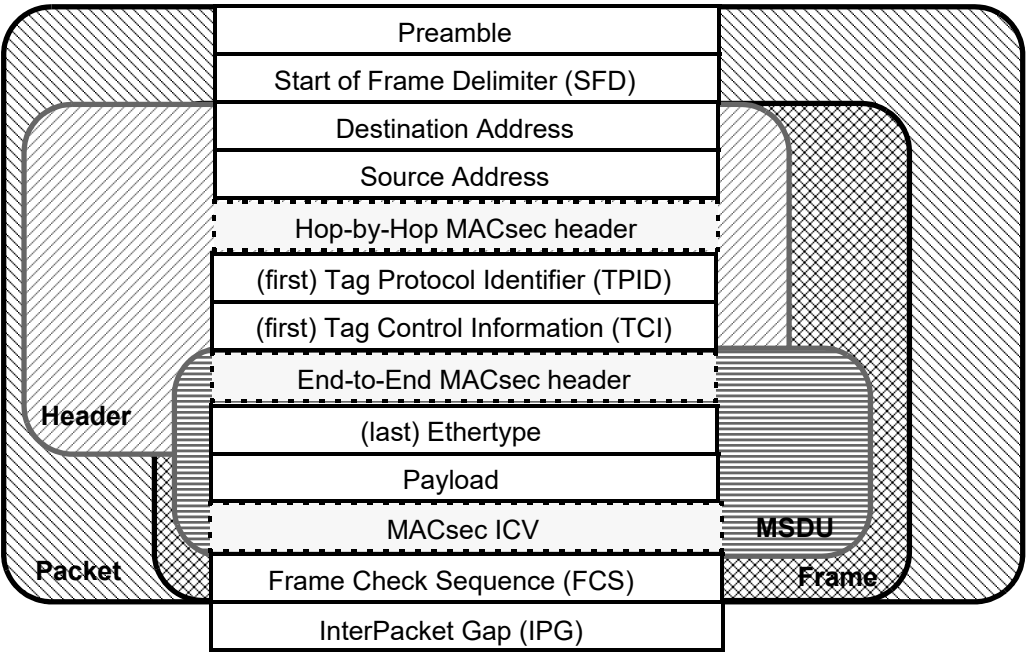 Preamble
Start of Frame Delimiter (SFD)
Destination Address
Source Address
Hop-by-Hop MACsec header
(first) Tag Protocol Identifier (TPID)
(first) Tag Control Information (TCI)
End-to-End MACsec header
Header
(last) Ethertype
Payload
MACsec ICV
MSDU
Packet
Frame Check Sequence (FCS)
Frame
InterPacket Gap (IPG)